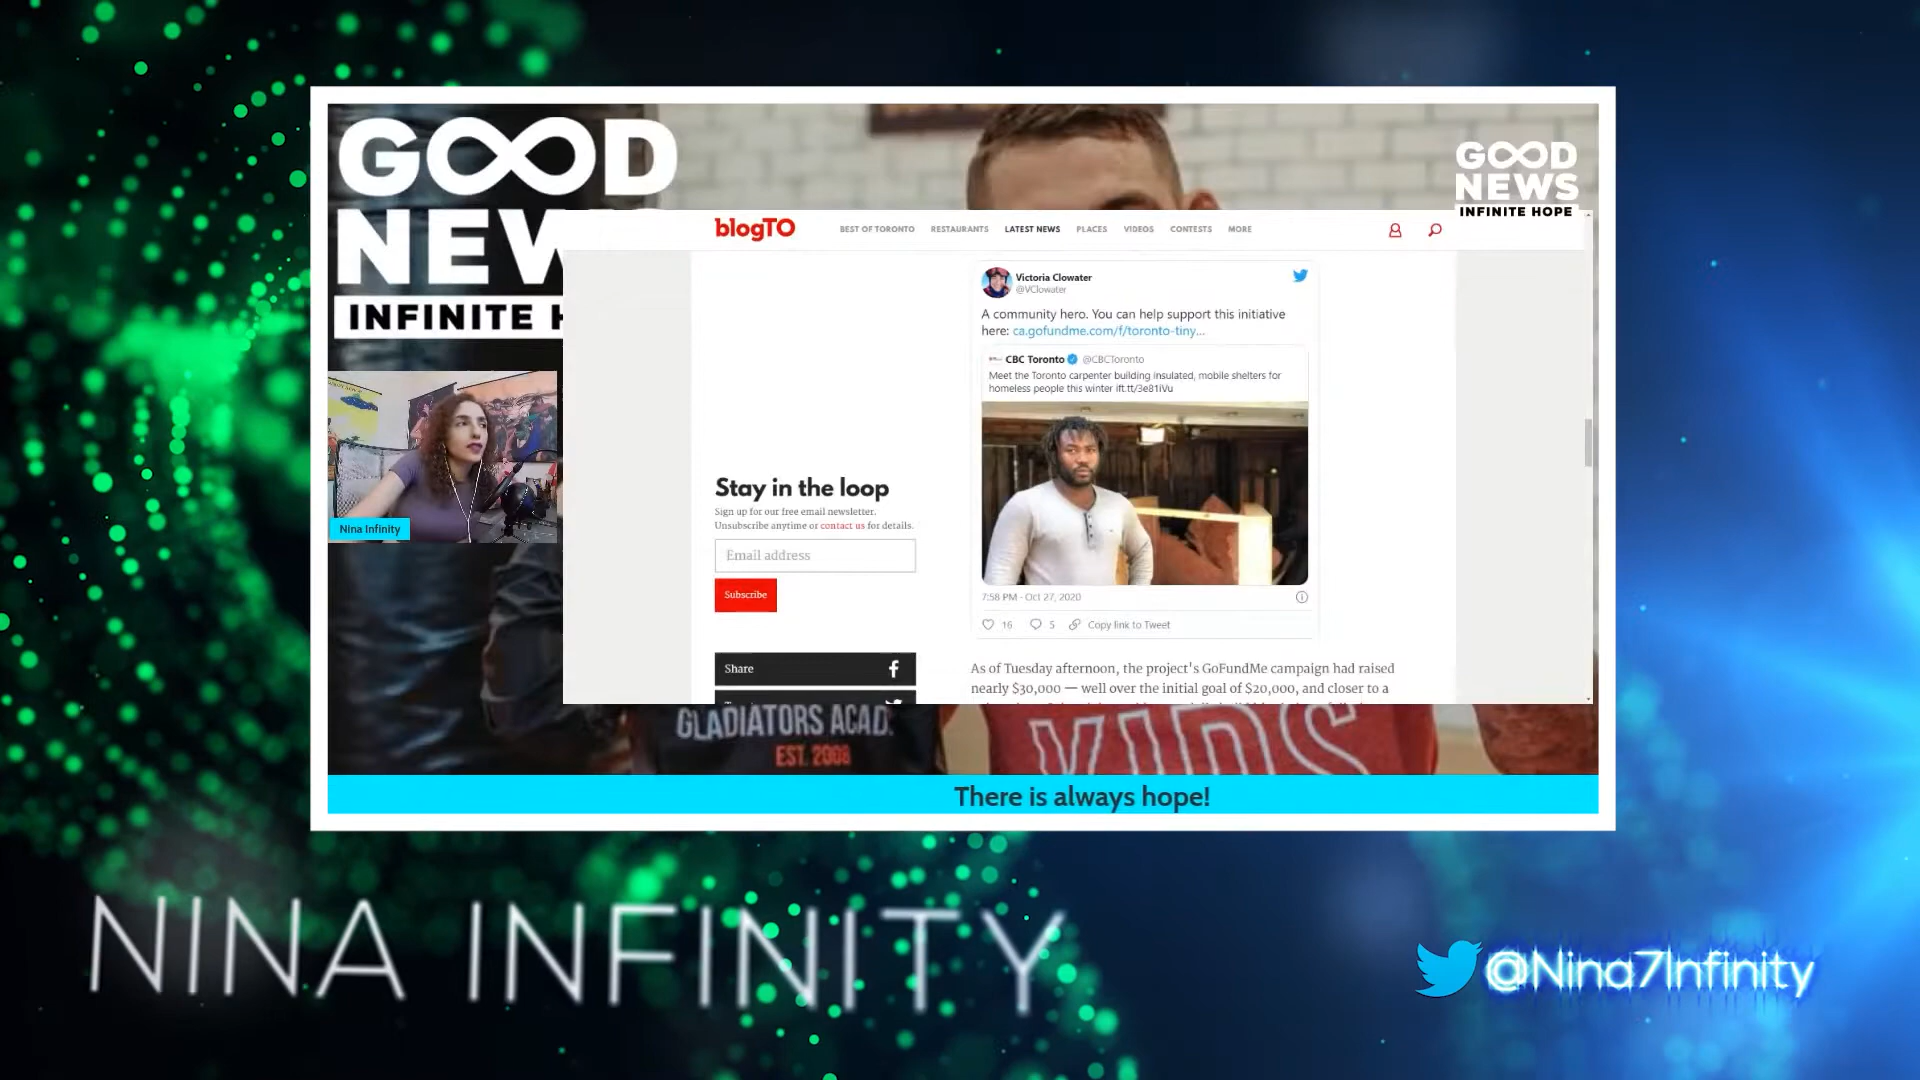 GOOD
NEW
INFINITE H
GOOD
NEWS
INFINITE HOPE
blogTO
BEST OF TORONTO RESTAURANTS LATEST NEWS PLACES VIDEOS CONTESTS MORE
Victoria Clowater
@VClowater
A community hero. You can help support this initiative
here: ca.gofundme.com/f/toronto-tiny...
CBC Toronto @CBCToronto
Meet the Toronto carpenter building insulated, mobile shelters for
homeless people this winter ift.tt/3e81iVu
7:58 PM · Oct 27, 2020
16 5 Copy link to Tweet
Stay in the loop
Sign up for our free email newsletter.
Unsubscribe anytime or contact us for details.
Email address
Subscribe
Share
As of Tuesday afternoon, the project's GoFundMe campaign had raised
nearly $30,000 — well over the initial goal of $20,000, and closer to a
Nina Infinity
GLADIATORS ACAD.
EST. 2008
KIDS
There is always hope!
NINA INFINITY
@Nina7Infinity